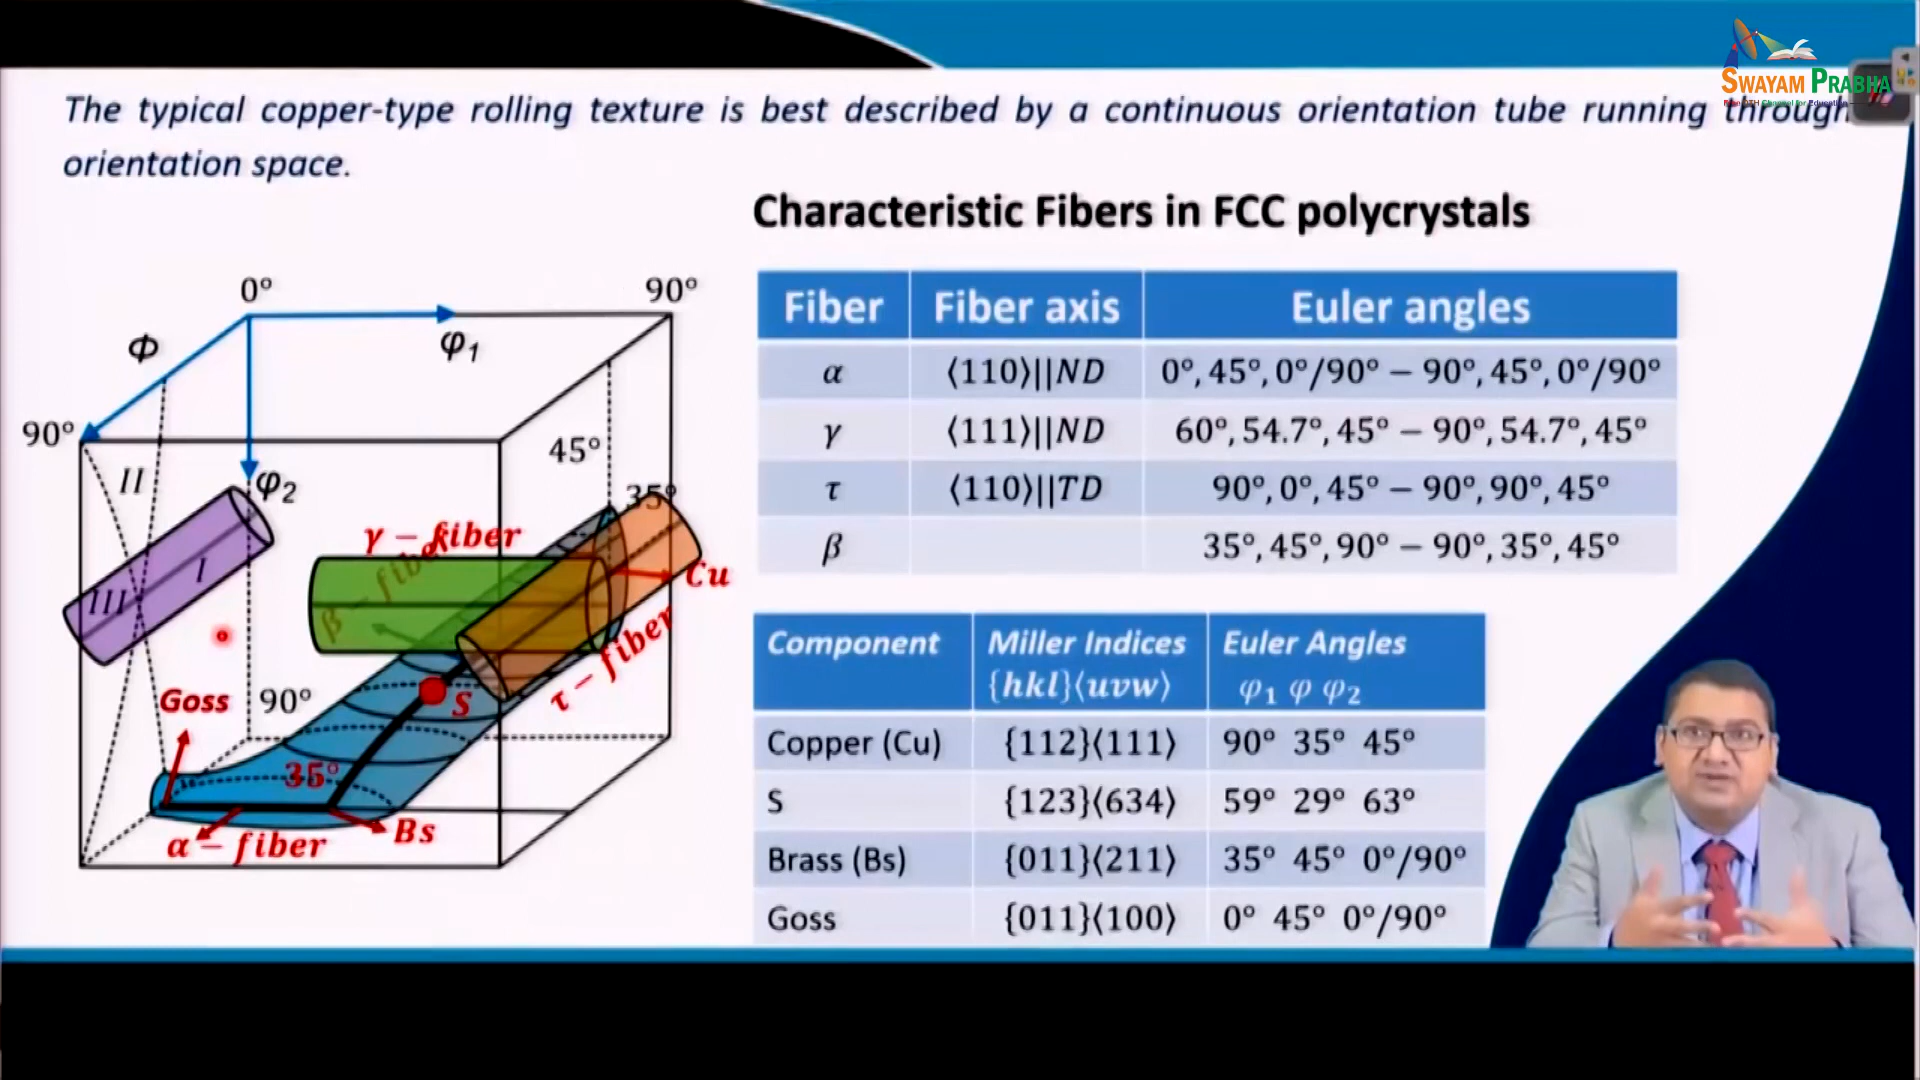 SWAYAM PRABHA
The typical copper-type rolling texture is best described by a continuous orientation tube running through
orientation space.
Characteristic Fibers in FCC polycrystals
0°
90°
Φ
φ1
90°
II
φ2
45°
35°
γ – fiber
β – fiber
I
III
Cu
τ – fiber
Goss
90°
S
35°
α – fiber
Bs
Fiber Fiber axis Euler angles
α ⟨110⟩||ND 0°, 45°, 0°/90° – 90°, 45°, 0°/90°
γ ⟨111⟩||ND 60°, 54.7°, 45° – 90°, 54.7°, 45°
τ ⟨110⟩||TD 90°, 0°, 45° – 90°, 90°, 45°
β 35°, 45°, 90° – 90°, 35°, 45°
Component Miller Indices Euler Angles
{hkl}⟨uvw⟩ φ1 φ φ2
Copper (Cu) {112}⟨111⟩ 90° 35° 45°
S {123}⟨634⟩ 59° 29° 63°
Brass (Bs) {011}⟨211⟩ 35° 45° 0°/90°
Goss {011}⟨100⟩ 0° 45° 0°/90°